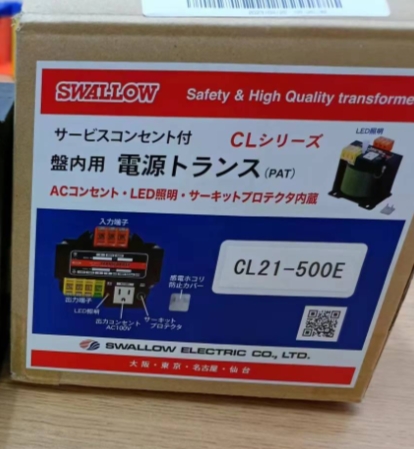 SWALLOW
Safety & High Quality transforme
サービスコンセント付 CLシリーズ
LED照明
盤内用 電源トランス(PAT)
ACコンセント・LED照明・サーキットプロテクタ内蔵
入力端子
感電ホコリ
防止カバー
CL21-500E
出力端子
LED照明
出力コンセント
AC100V
サーキット
プロテクタ
SWALLOW ELECTRIC CO., LTD.
大阪・東京・名古屋・仙台